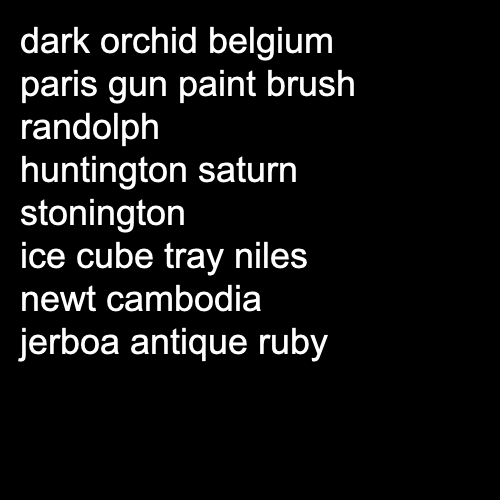 dark orchid belgium
paris gun paint brush
randolph
huntington saturn
stonington
ice cube tray niles
newt cambodia
jerboa antique ruby